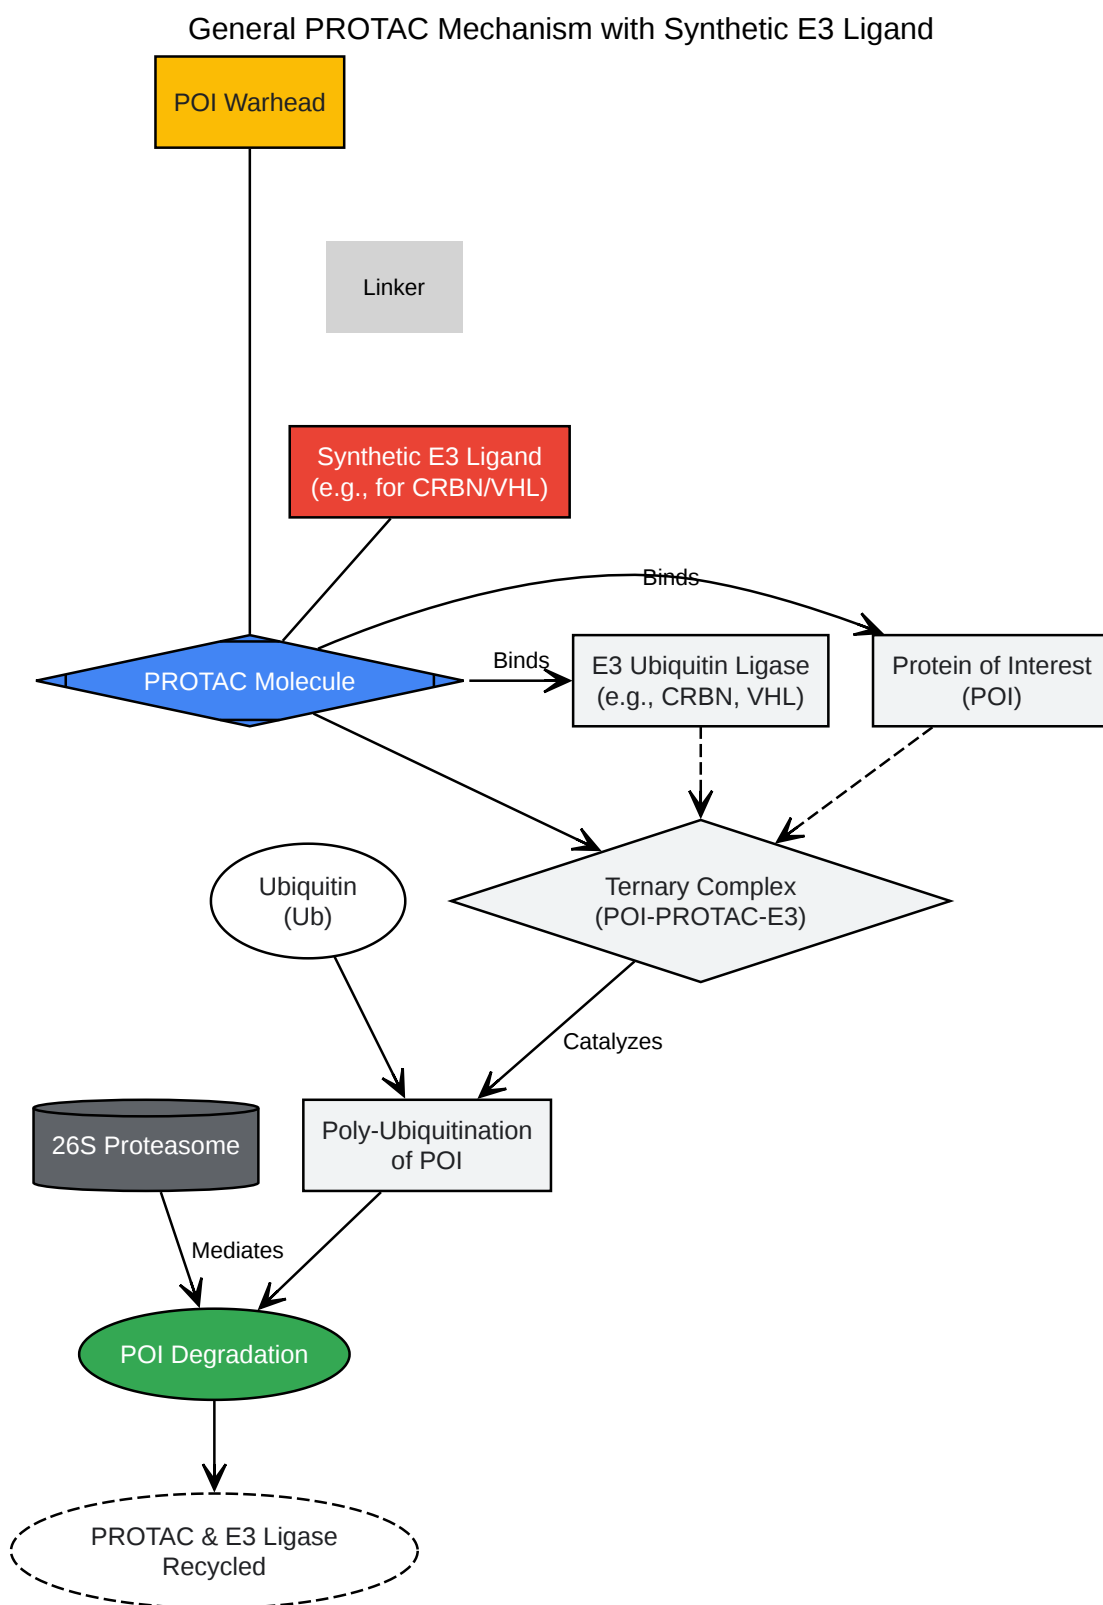 General PROTAC Mechanism with Synthetic E3 Ligand
POI Warhead
Linker
Synthetic E3 Ligand
(e.g., for CRBN/VHL)
Binds
PROTAC Molecule
Binds
E3 Ubiquitin Ligase
(e.g., CRBN, VHL)
Protein of Interest
(POI)
Ubiquitin
(Ub)
Ternary Complex
(POI-PROTAC-E3)
Catalyzes
26S Proteasome
Poly-Ubiquitination
of POI
Mediates
POI Degradation
PROTAC & E3 Ligase
Recycled